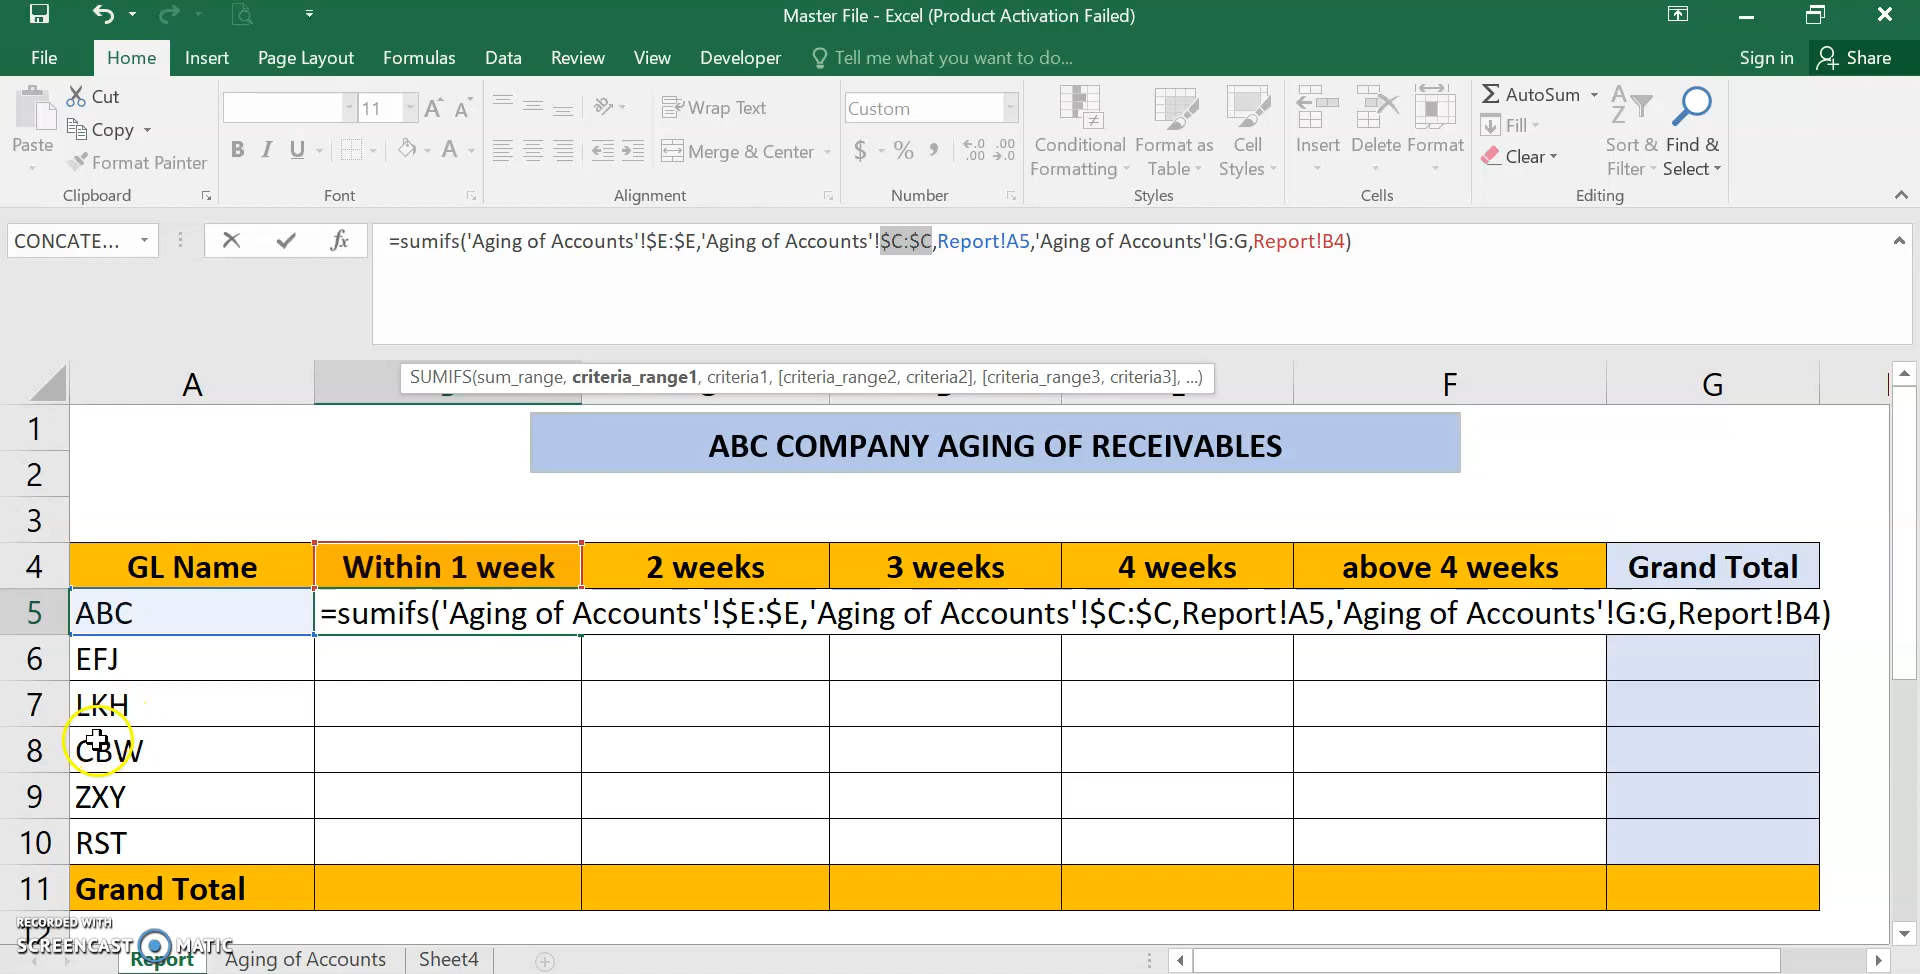 Master File - Excel (Product Activation Failed)
File Home Insert Page Layout Formulas Data Review View Developer Tell me what you want to do... Sign in Share
Paste
Cut
Copy
Format Painter
Clipboard
11
B I U A
Font
Wrap Text
Merge & Center
Alignment
Custom
$ % , .0 .00 .00 .0
Number
Conditional Formatting
Format as Table
Cell Styles
Styles
Insert Delete Format
Cells
AutoSum
Fill
Clear
Sort & Filter
Find & Select
Editing
CONCATE... fx =sumifs('Aging of Accounts'!$E:$E,'Aging of Accounts'!$C:$C,Report!A5,'Aging of Accounts'!G:G,Report!B4)
SUMIFS(sum_range, criteria_range1, criteria1, [criteria_range2, criteria2], [criteria_range3, criteria3], ...)
A F G
1 ABC COMPANY AGING OF RECEIVABLES
2
3
4 GL Name Within 1 week 2 weeks 3 weeks 4 weeks above 4 weeks Grand Total
5 ABC =sumifs('Aging of Accounts'!$E:$E,'Aging of Accounts'!$C:$C,Report!A5,'Aging of Accounts'!G:G,Report!B4)
6 EFJ
7 LKH
8 CBW
9 ZXY
10 RST
11 Grand Total
12
RECORDED WITH
SCREENCAST MATIC
Report Aging of Accounts Sheet4